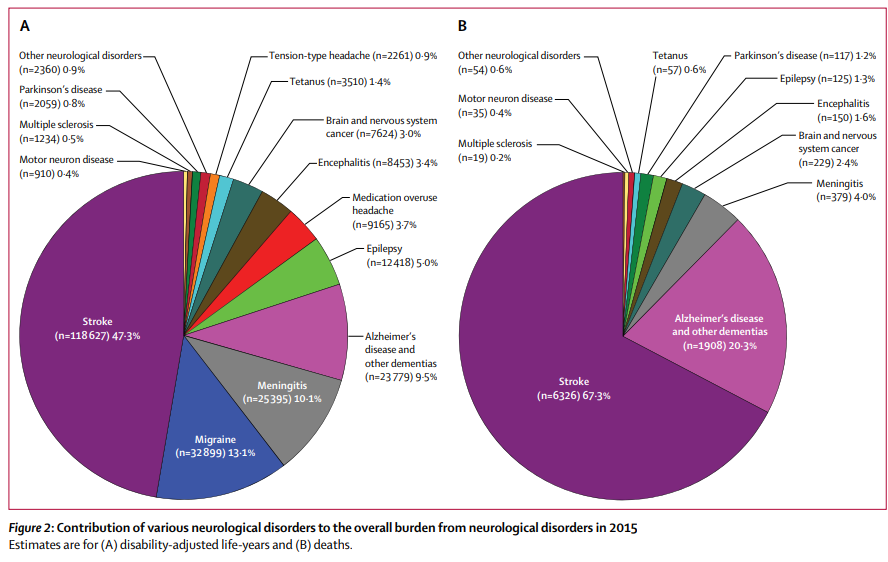 A
Other neurological disorders
(n=2360) 0·9%
Parkinson's disease
(n=2059) 0·8%
Multiple sclerosis
(n=1234) 0·5%
Motor neuron disease
(n=910) 0·4%
Tension-type headache (n=2261) 0·9%
Tetanus (n=3510) 1·4%
Brain and nervous system
cancer (n=7624) 3·0%
Encephalitis (n=8453) 3·4%
Medication overuse
headache
(n=9165) 3·7%
Epilepsy
(n=12 418) 5·0%
Alzheimer's
disease and
other dementias
(n=23 779) 9·5%
Meningitis
(n=25 395) 10·1%
Migraine
(n=32 899) 13·1%
Stroke
(n=118 627) 47·3%
B
Other neurological disorders
(n=54) 0·6%
Motor neuron disease
(n=35) 0·4%
Multiple sclerosis
(n=19) 0·2%
Tetanus
(n=57) 0·6%
Parkinson's disease (n=117) 1·2%
Epilepsy (n=125) 1·3%
Encephalitis
(n=150) 1·6%
Brain and nervous
system cancer
(n=229) 2·4%
Meningitis
(n=379) 4·0%
Alzheimer's disease
and other dementias
(n=1908) 20·3%
Stroke
(n=6326) 67·3%
Figure 2: Contribution of various neurological disorders to the overall burden from neurological disorders in 2015
Estimates are for (A) disability-adjusted life-years and (B) deaths.